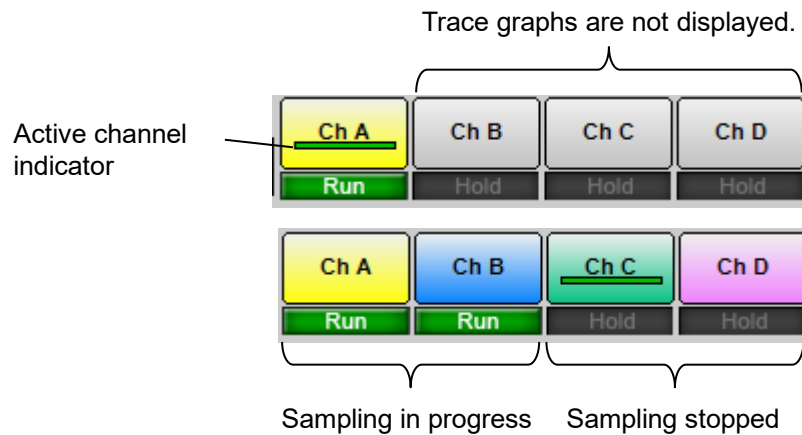 Trace graphs are not displayed.
Active channel
indicator
Ch A Ch B Ch C Ch D
Run Hold Hold Hold
Ch A Ch B Ch C Ch D
Run Run Hold Hold
Sampling in progress Sampling stopped